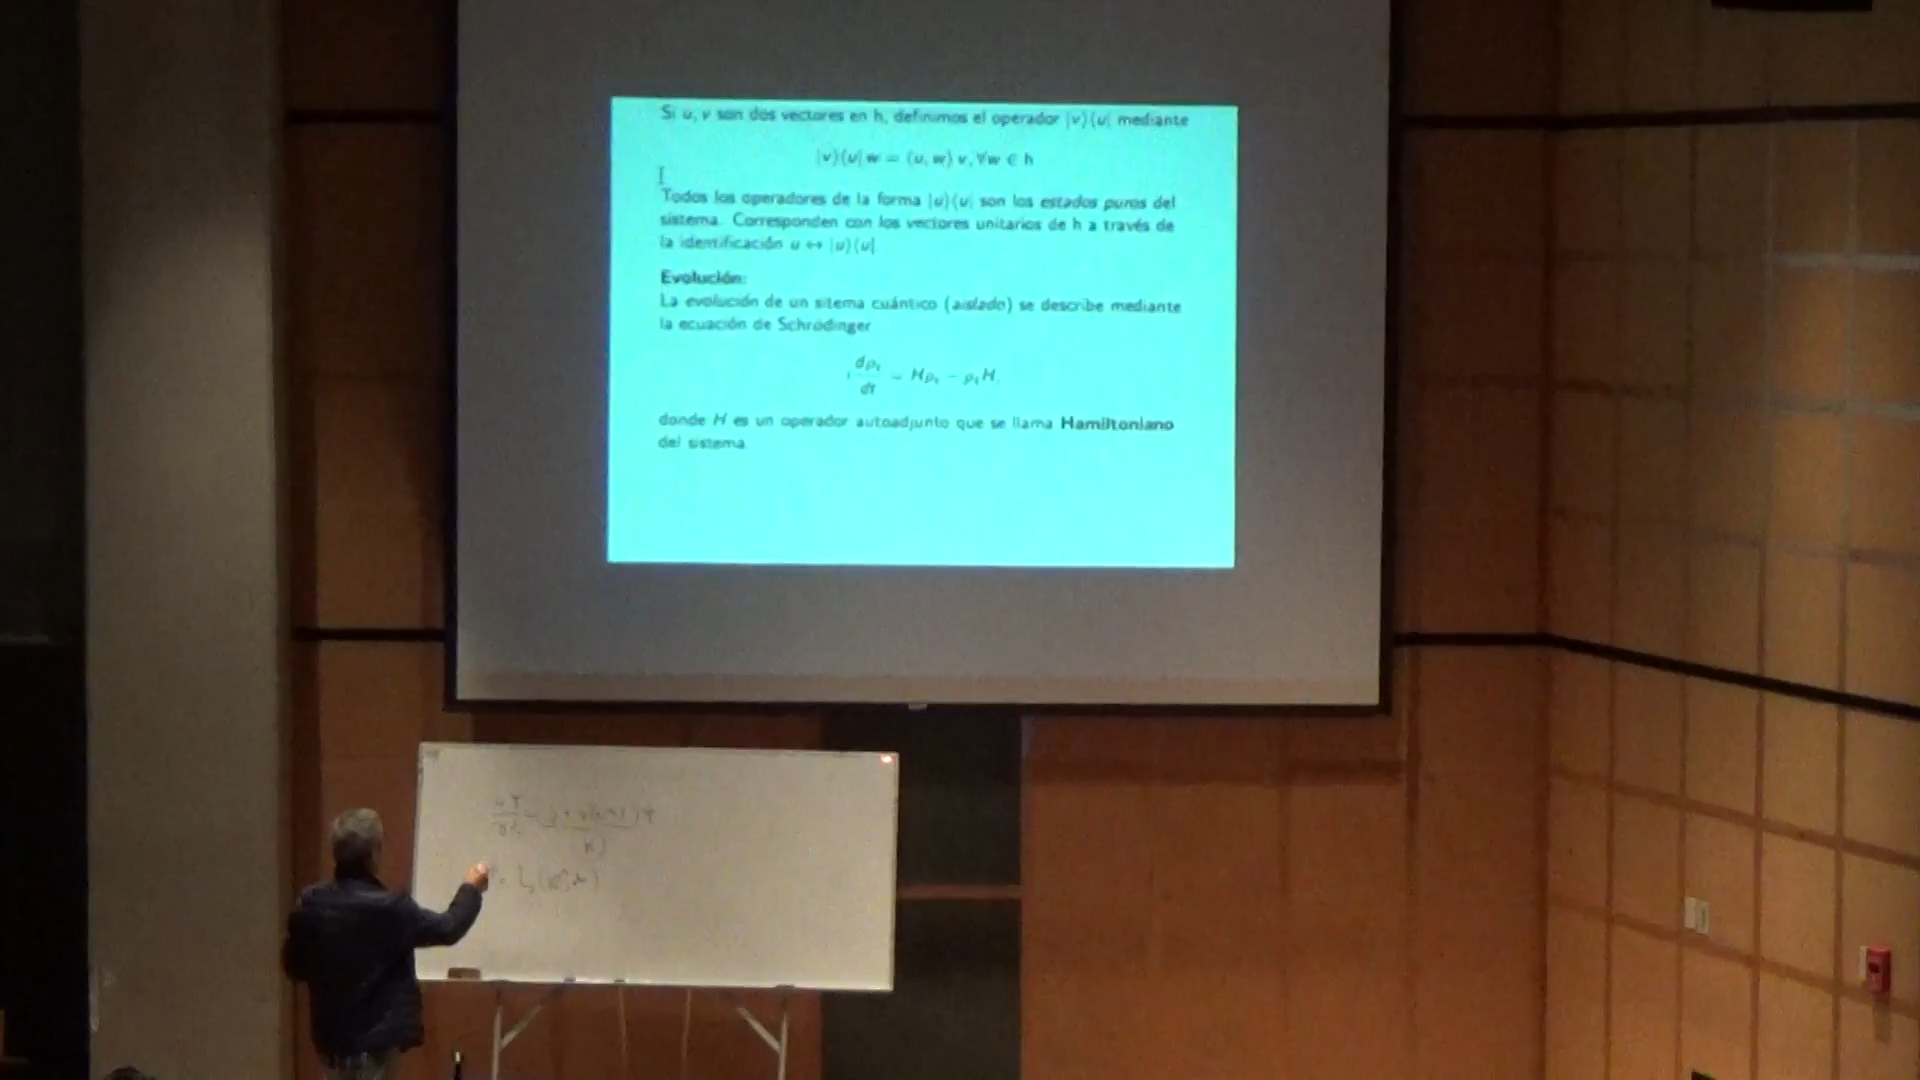 Si u, v son dos vectores en h, definimos el operador |v⟩⟨u| mediante
|v⟩⟨u| w = ⟨u, w⟩ v, ∀w ∈ h
Todos los operadores de la forma |u⟩⟨u| son los estados puros del
sistema. Corresponden con los vectores unitarios de h a través de
la identificación u ↔ |u⟩⟨u|
Evolución:
La evolución de un sitema cuántico (aislado) se describe mediante
la ecuación de Schrödinger
i dρₜ/dt = Hρₜ − ρₜH,
donde H es un operador autoadjunto que se llama Hamiltoniano
del sistema.